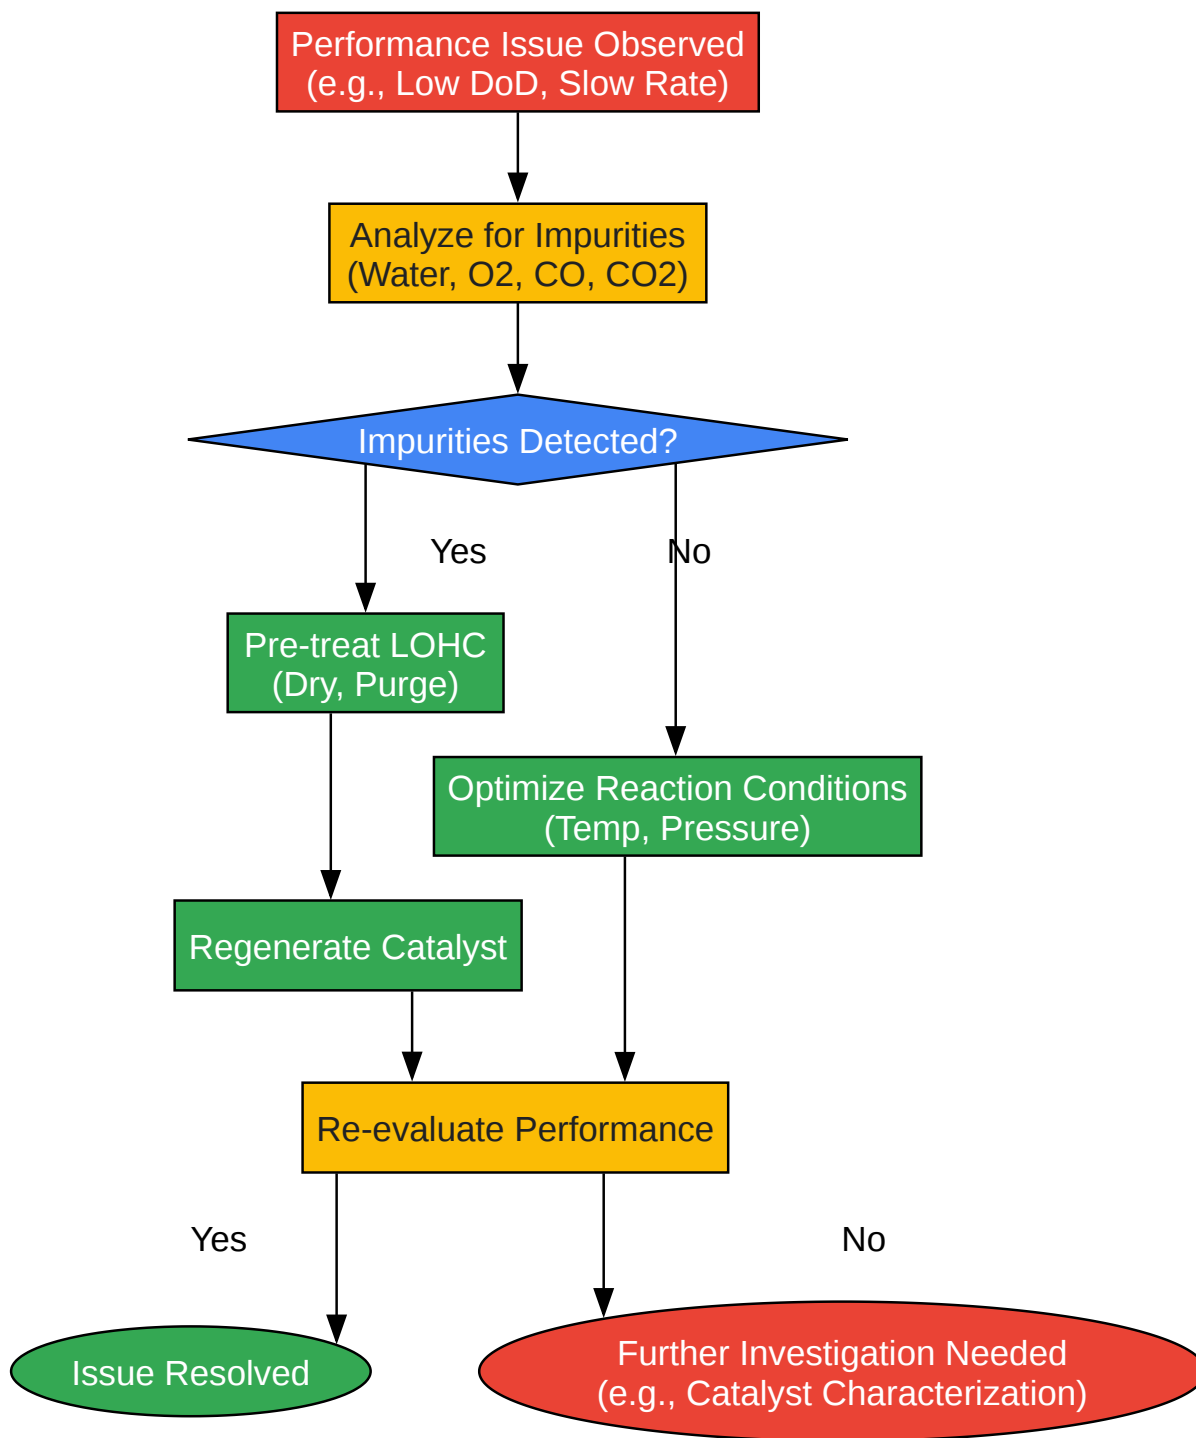 Performance Issue Observed
(e.g., Low DoD, Slow Rate)
Analyze for Impurities
(Water, O2, CO, CO2)
Impurities Detected?
Yes
No
Pre-treat LOHC
(Dry, Purge)
Optimize Reaction Conditions
(Temp, Pressure)
Regenerate Catalyst
Re-evaluate Performance
Yes
No
Issue Resolved
Further Investigation Needed
(e.g., Catalyst Characterization)